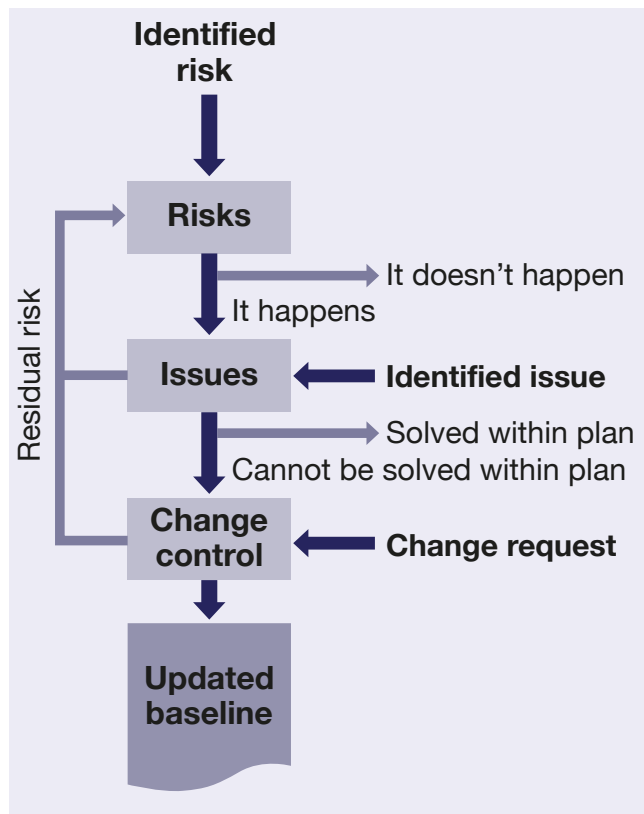 Identified
risk
Risks
It doesn't happen
It happens
Residual risk
Issues
Identified issue
Solved within plan
Cannot be solved within plan
Change
control
Change request
Updated
baseline